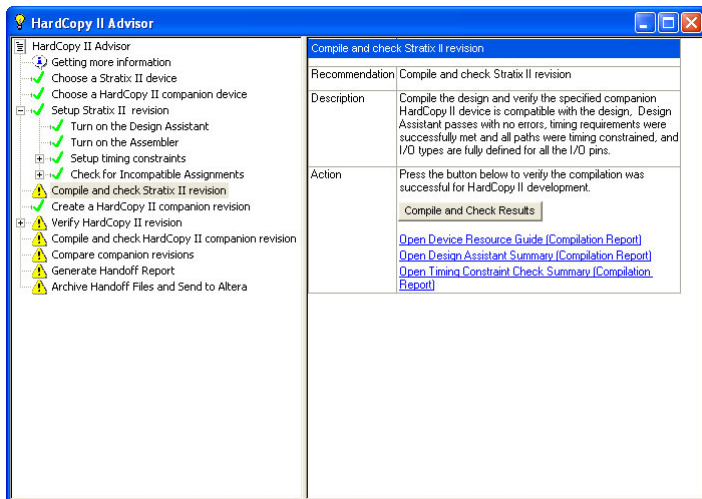 HardCopy II Advisor
HardCopy II Advisor
Getting more information
Choose a Stratix II device
Choose a HardCopy II companion device
Setup Stratix II revision
Turn on the Design Assistant
Turn on the Assembler
Setup timing constraints
Check for Incompatible Assignments
Compile and check Stratix II revision
Create a HardCopy II companion revision
Verify HardCopy II revision
Compile and check HardCopy II companion revision
Compare companion revisions
Generate Handoff Report
Archive Handoff Files and Send to Altera
Compile and check Stratix II revision
Recommendation Compile and check Stratix II revision
Description Compile the design and verify the specified companion
HardCopy II device is compatible with the design, Design
Assistant passes with no errors, timing requirements were
successfully met and all paths were timing constrained, and
I/O types are fully defined for all the I/O pins.
Action Press the button below to verify the compilation was
successful for HardCopy II development.
Compile and Check Results
Open Device Resource Guide (Compilation Report)
Open Design Assistant Summary (Compilation Report)
Open Timing Constraint Check Summary (Compilation
Report)